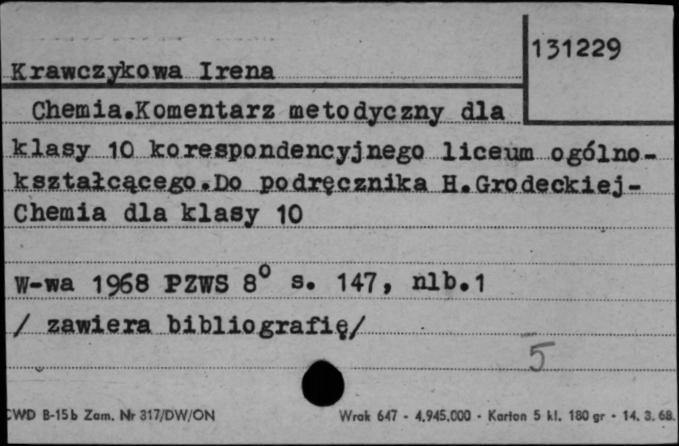 131229
Krawczykowa Irena
Chemia.Komentarz metodyczny dla
klasy 10 korespondencyjnego liceum ogólno-
kształcącego.Do podręcznika H.Grodeckiej-
Chemia dla klasy 10
W-wa 1968 PZWS 8° s. 147, nlb.1
/ zawiera bibliografię/
5
CWD B-15b Zam. Nr 317/DW/ON Wrak 647 - 4.945.000 - Karton 5 kl. 180 gr - 14. 3. 68.